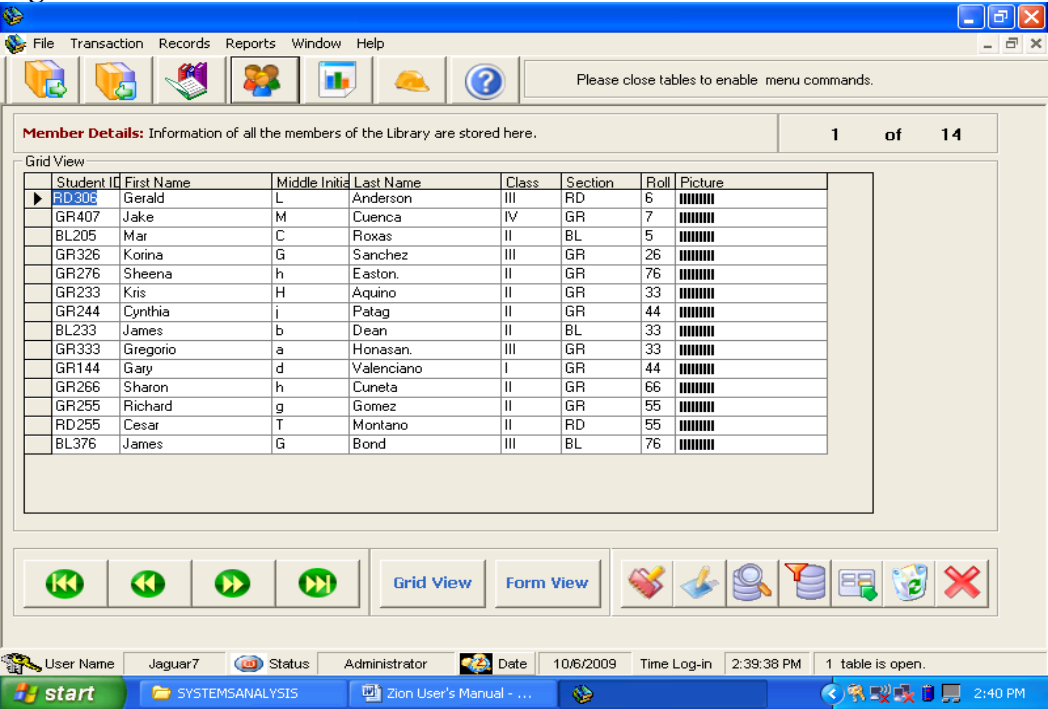 File Transaction Records Reports Window Help
Please close tables to enable menu commands.
Member Details: Information of all the members of the Library are stored here.
1 of 14
Grid View
Student ID First Name Middle Initia Last Name Class Section Roll Picture
RD306 Gerald L Anderson III RD 6
GR407 Jake M Cuenca IV GR 7
BL205 Mar C Roxas II BL 5
GR326 Korina G Sanchez III GR 26
GR276 Sheena h Easton. II GR 76
GR233 Kris H Aquino II GR 33
GR244 Cynthia j Patag II GR 44
BL233 James b Dean II BL 33
GR333 Gregorio a Honasan. III GR 33
GR144 Gary d Valenciano I GR 44
GR266 Sharon h Cuneta II GR 66
GR255 Richard g Gomez II GR 55
RD255 Cesar T Montano II RD 55
BL376 James G Bond III BL 76
Grid View Form View
User Name Jaguar7 Status Administrator Date 10/6/2009 Time Log-in 2:39:38 PM 1 table is open.
start SYSTEMSANALYSIS Zion User's Manual - ... 2:40 PM